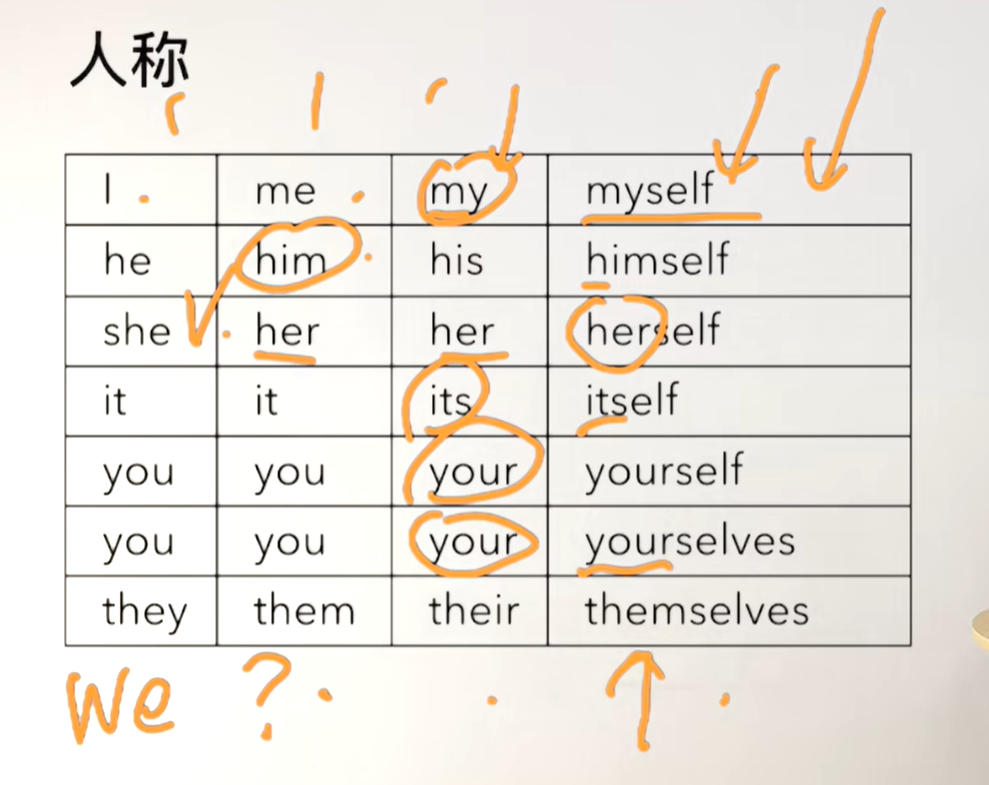 人称
I me my myself
he him his himself
she her her herself
it it its itself
you you your yourself
you you your yourselves
they them their themselves
We ?